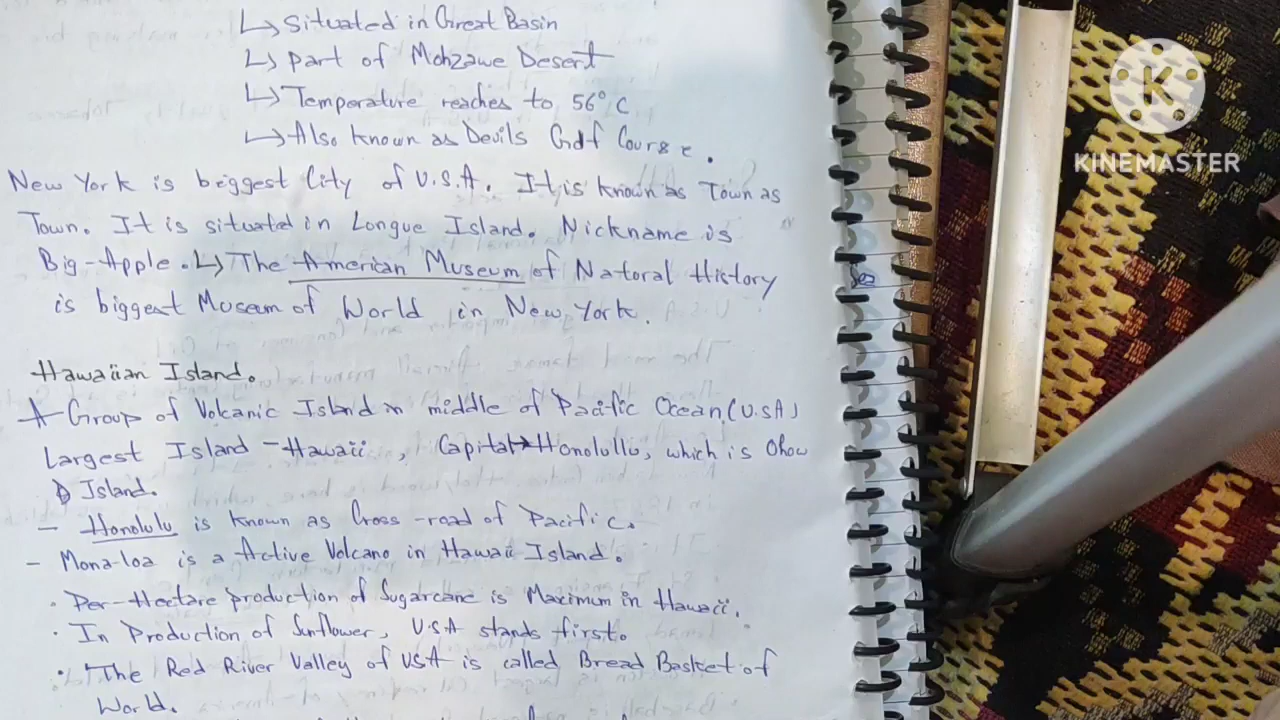 ↳ Situated in Great Basin
↳ part of Mohzawe Desert
↳ Temperature reaches to 56° C
↳ Also known as Devils Golf Course.
New York is biggest City of U.S.A. It is known as Town as
Town. It is situated in Longue Island. Nickname is
Big-Apple. ↳ The American Museum of Natoral History
is biggest Museum of World in New York.
Hawaiian Island.
A Group of Volcanic Island in middle of Pacific Ocean (U.S.A)
Largest Island - Hawaii, Capital → Honolullu, which is Ohow
Island.
- Honolulu is known as Cross-road of Pacific.
- Mona-loa is a Active Volcano in Hawaii Island.
· Per-Hectare production of Sugarcane is Maximum in Hawaii.
· In Production of Sunflower, U.S.A stands first.
· The Red River Valley of USA is called Bread Basket of
World.
KINEMASTER